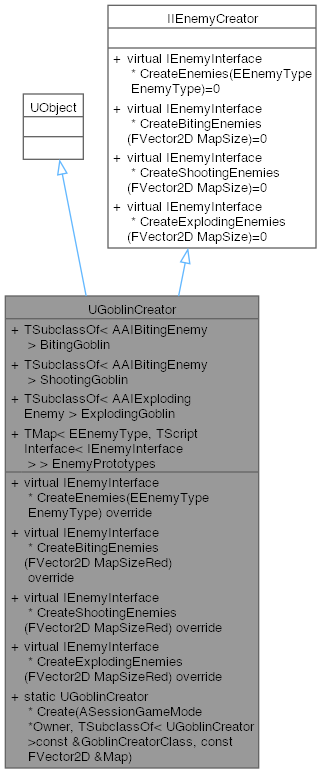 IIEnemyCreator
+ virtual IEnemyInterface
* CreateEnemies(EEnemyType
EnemyType)=0
+ virtual IEnemyInterface
* CreateBitingEnemies
(FVector2D MapSize)=0
+ virtual IEnemyInterface
* CreateShootingEnemies
(FVector2D MapSize)=0
+ virtual IEnemyInterface
* CreateExplodingEnemies
(FVector2D MapSize)=0
UObject
UGoblinCreator
+ TSubclassOf< AAIBitingEnemy
> BitingGoblin
+ TSubclassOf< AAIBitingEnemy
> ShootingGoblin
+ TSubclassOf< AAIExploding
Enemy > ExplodingGoblin
+ TMap< EEnemyType, TScript
Interface< IEnemyInterface
> > EnemyPrototypes
+ virtual IEnemyInterface
* CreateEnemies(EEnemyType
EnemyType) override
+ virtual IEnemyInterface
* CreateBitingEnemies
(FVector2D MapSizeRed)
override
+ virtual IEnemyInterface
* CreateShootingEnemies
(FVector2D MapSizeRed) override
+ virtual IEnemyInterface
* CreateExplodingEnemies
(FVector2D MapSizeRed) override
+ static UGoblinCreator
*Create(ASessionGameMode
*Owner, TSubclassOf< UGoblinCreator
>const &GoblinCreatorClass, const
FVector2D &Map)